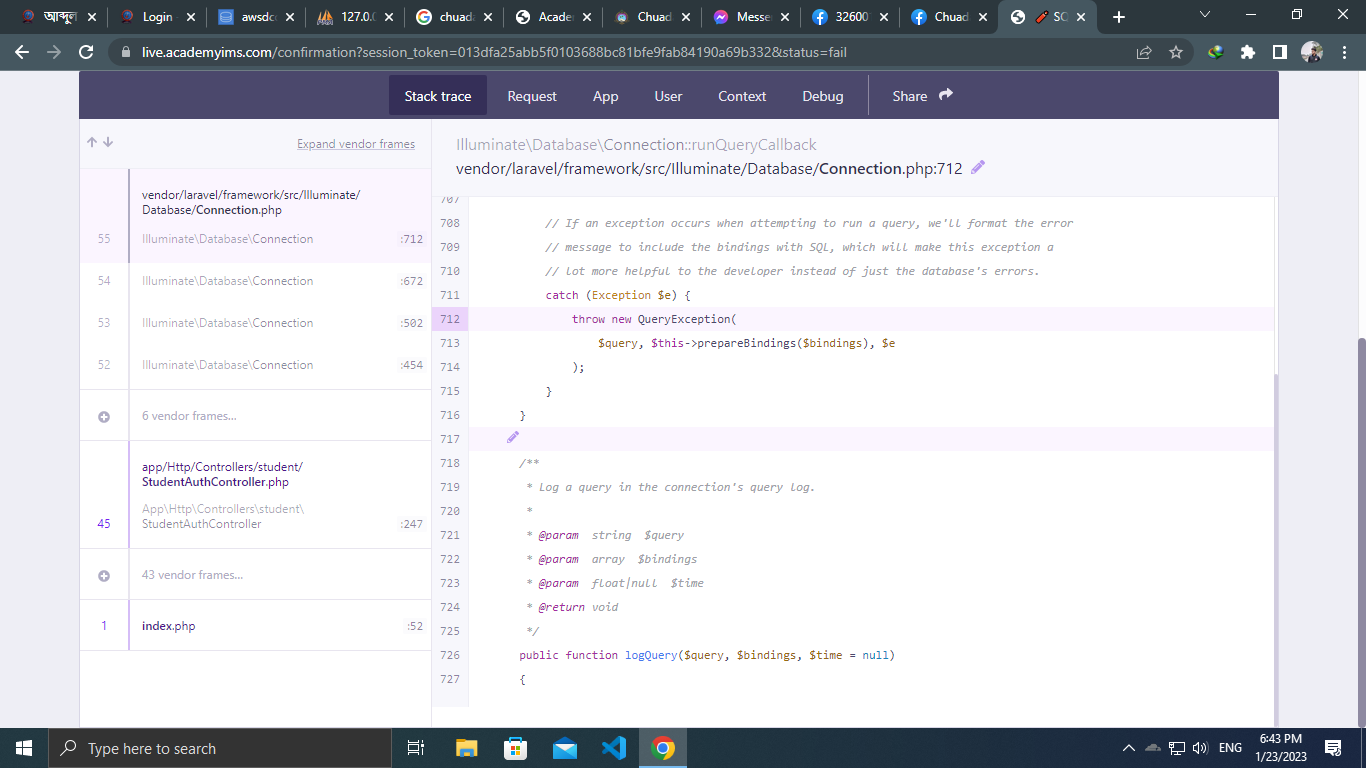 আব্দুল
Login
awsdc
127.0.
chuad
Acade
Chuad
Messe
32600
Chuad
SQ
live.academyims.com/confirmation?session_token=013dfa25abb5f0103688bc81bfe9fab84190a69b332&status=fail
Stack trace
Request
App
User
Context
Debug
Share
Expand vendor frames
vendor/laravel/framework/src/Illuminate/
Database/Connection.php
55 Illuminate\Database\Connection :712
54 Illuminate\Database\Connection :672
53 Illuminate\Database\Connection :502
52 Illuminate\Database\Connection :454
6 vendor frames…
app/Http/Controllers/student/
StudentAuthController.php
App\Http\Controllers\student\
45 StudentAuthController :247
43 vendor frames…
1 index.php :52
Illuminate\Database\Connection::runQueryCallback
vendor/laravel/framework/src/Illuminate/Database/Connection.php:712
707
708 // If an exception occurs when attempting to run a query, we'll format the error
709 // message to include the bindings with SQL, which will make this exception a
710 // lot more helpful to the developer instead of just the database's errors.
711 catch (Exception $e) {
712 throw new QueryException(
713 $query, $this->prepareBindings($bindings), $e
714 );
715 }
716 }
717
718 /**
719 * Log a query in the connection's query log.
720 *
721 * @param string $query
722 * @param array $bindings
723 * @param float|null $time
724 * @return void
725 */
726 public function logQuery($query, $bindings, $time = null)
727 {
Type here to search
ENG
6:43 PM
1/23/2023